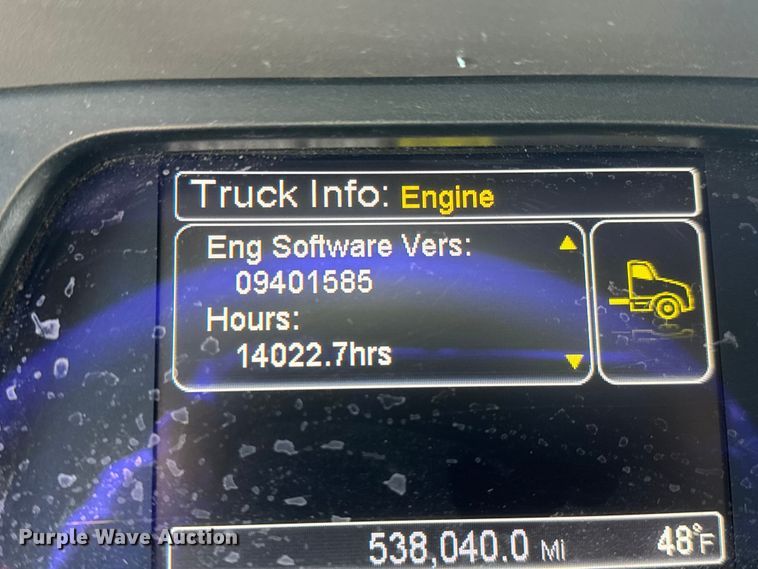 Truck Info: Engine
Eng Software Vers:
09401585
Hours:
14022.7hrs
538,040.0 Mi
48°F
Purple Wave Auction